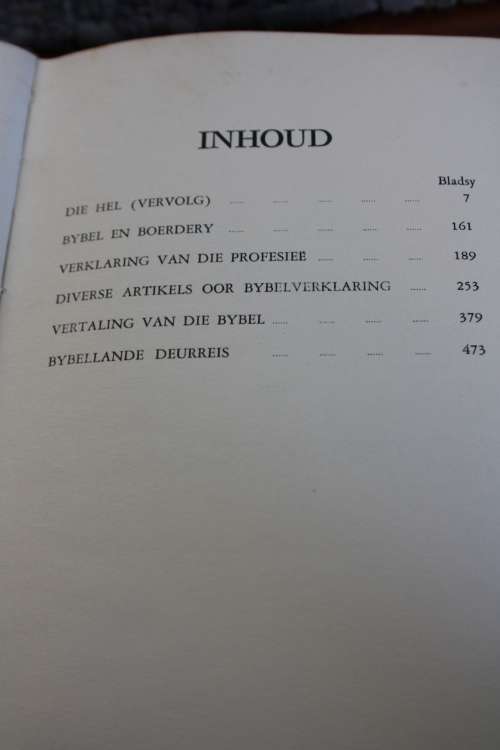 INHOUD
Bladsy
DIE HEL (VERVOLG) ...... ...... ...... ...... ...... 7
BYBEL EN BOERDERY ...... ...... ...... ...... ...... 161
VERKLARING VAN DIE PROFESIEË ...... ...... ...... 189
DIVERSE ARTIKELS OOR BYBELVERKLARING ...... 253
VERTALING VAN DIE BYBEL ...... ...... ...... ...... 379
BYBELLANDE DEURREIS ...... ...... ...... ...... 473